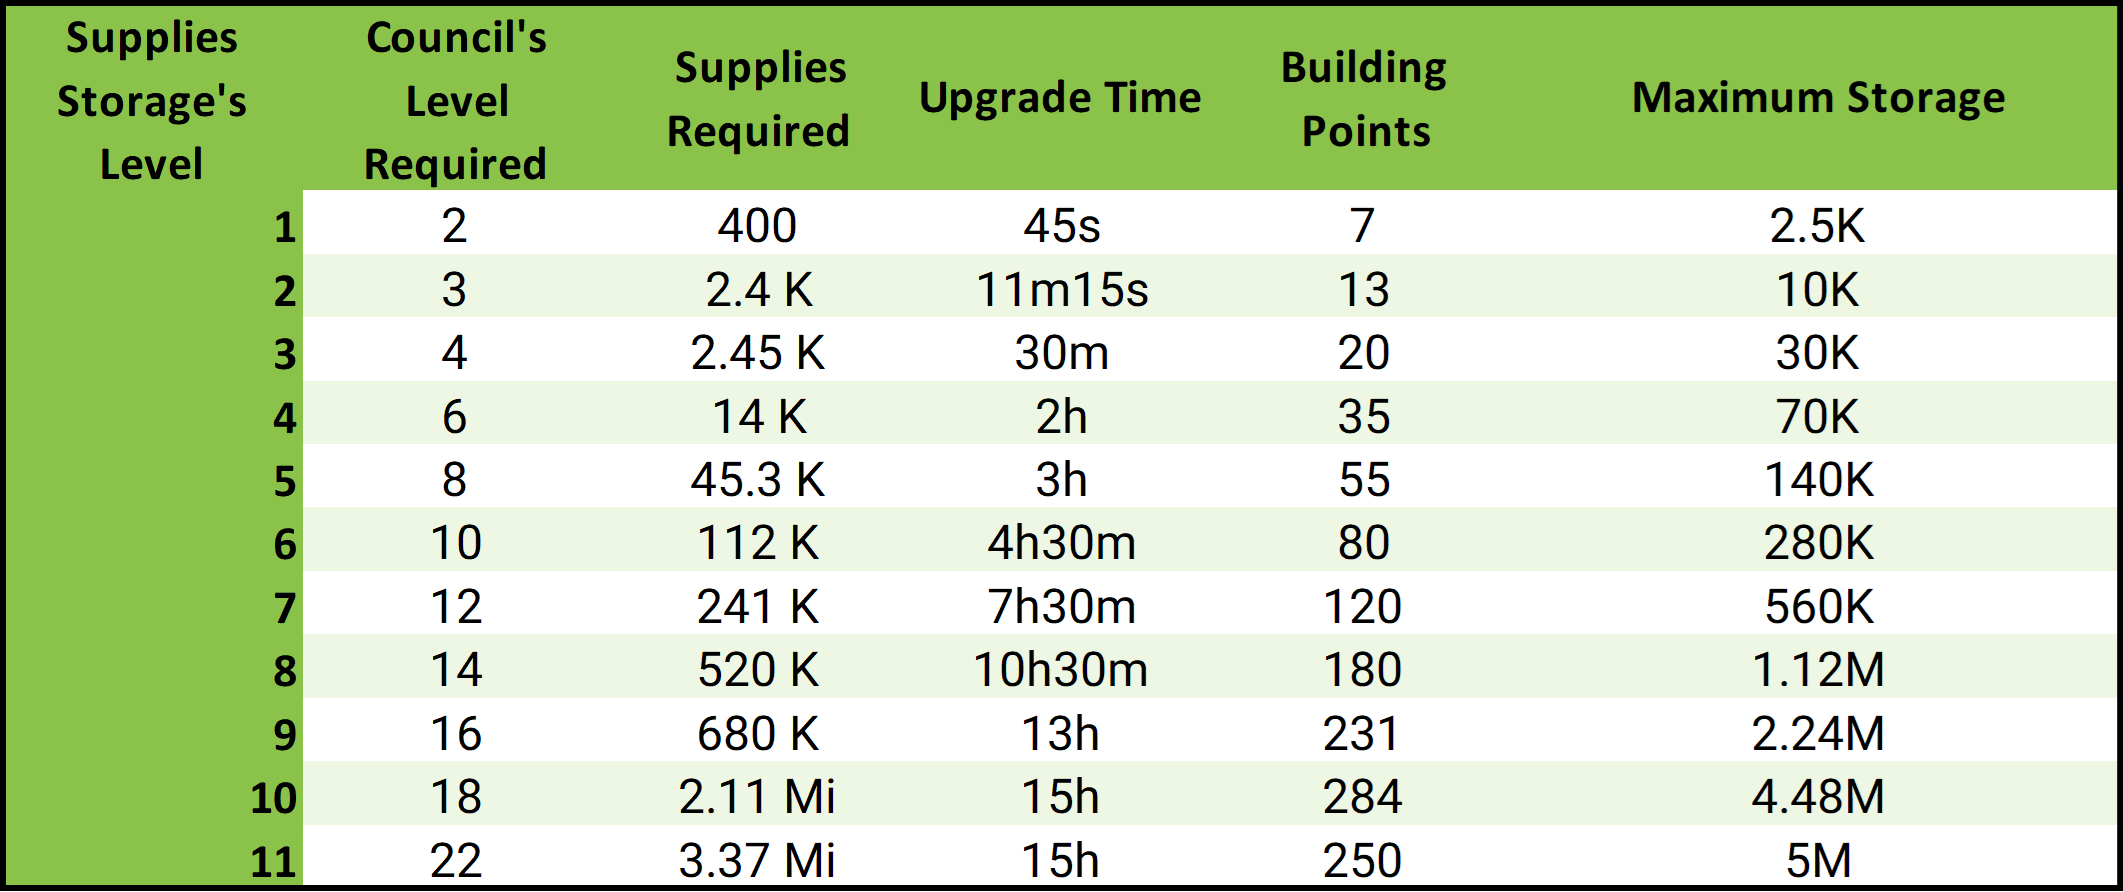 Supplies Storage's Level Council's Level Required Supplies Required Upgrade Time Building Points Maximum Storage
1 2 400 45s 7 2.5K
2 3 2.4 K 11m15s 13 10K
3 4 2.45 K 30m 20 30K
4 6 14 K 2h 35 70K
5 8 45.3 K 3h 55 140K
6 10 112 K 4h30m 80 280K
7 12 241 K 7h30m 120 560K
8 14 520 K 10h30m 180 1.12M
9 16 680 K 13h 231 2.24M
10 18 2.11 Mi 15h 284 4.48M
11 22 3.37 Mi 15h 250 5M